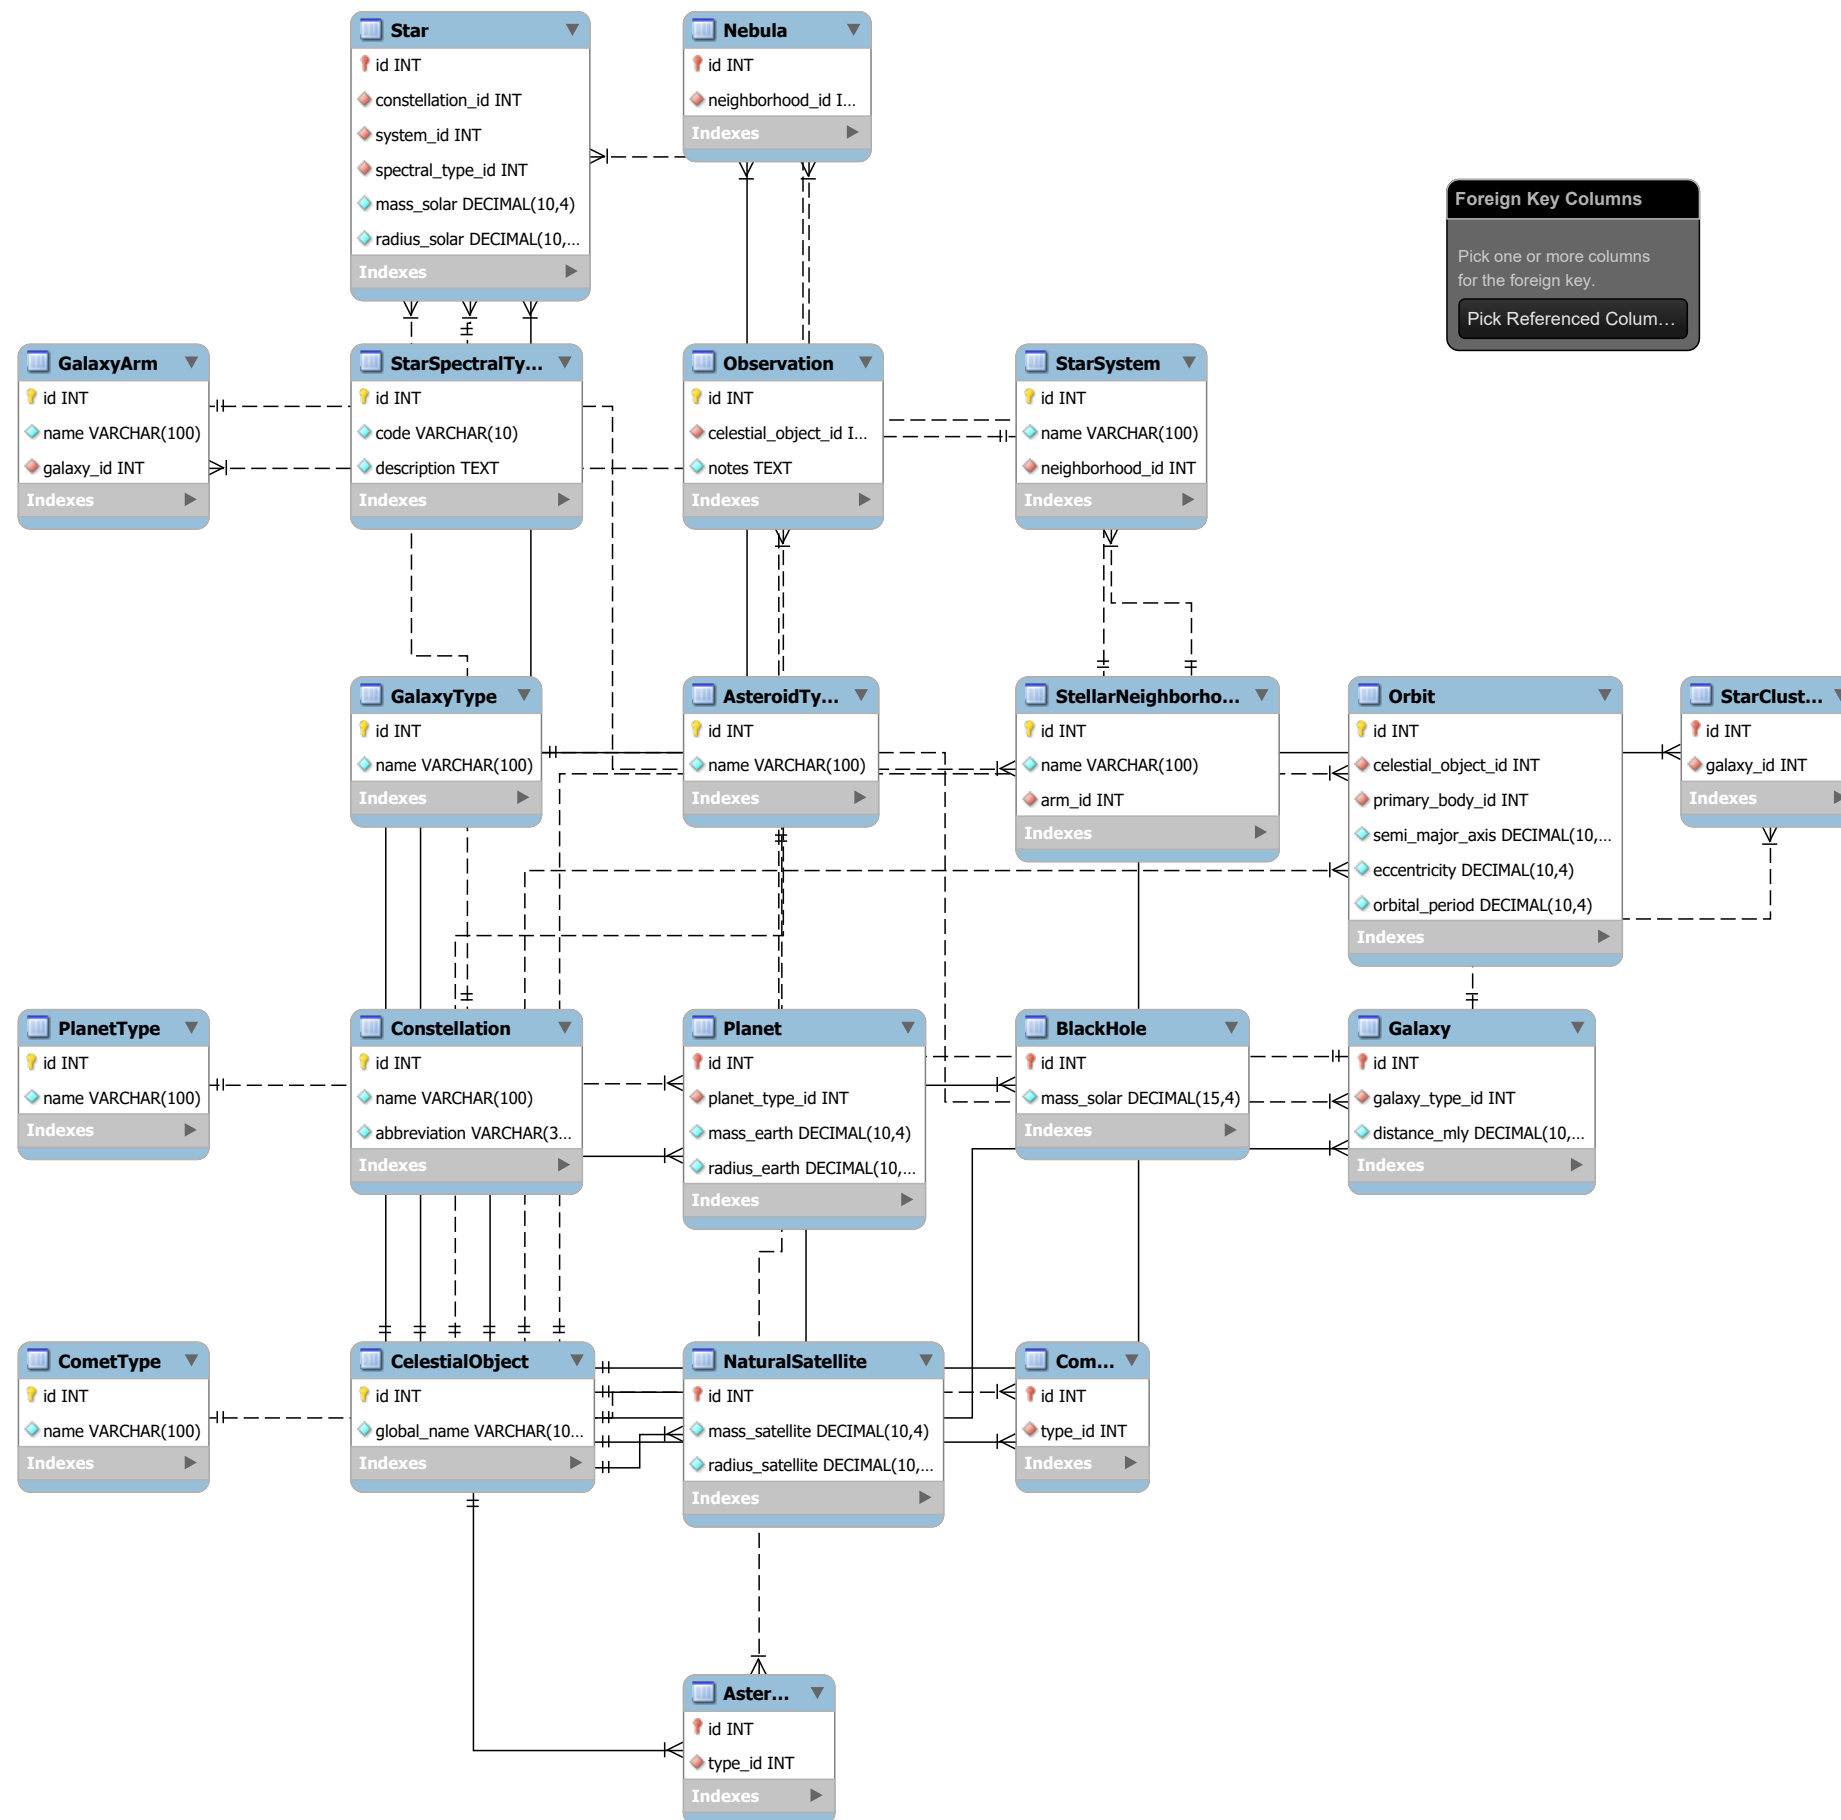 Star
id INT
constellation_id INT
system_id INT
spectral_type_id INT
mass_solar DECIMAL(10,4)
radius_solar DECIMAL(10,...
Indexes
Nebula
id INT
neighborhood_id I...
Indexes
Foreign Key Columns
Pick one or more columns
for the foreign key.
Pick Referenced Colum...
GalaxyArm
id INT
name VARCHAR(100)
galaxy_id INT
Indexes
StarSpectralTy...
id INT
code VARCHAR(10)
description TEXT
Indexes
Observation
id INT
celestial_object_id I...
notes TEXT
Indexes
StarSystem
id INT
name VARCHAR(100)
neighborhood_id INT
Indexes
GalaxyType
id INT
name VARCHAR(100)
Indexes
AsteroidTy...
id INT
name VARCHAR(100)
Indexes
StellarNeighborho...
id INT
name VARCHAR(100)
arm_id INT
Indexes
Orbit
id INT
celestial_object_id INT
primary_body_id INT
semi_major_axis DECIMAL(10,...
eccentricity DECIMAL(10,4)
orbital_period DECIMAL(10,4)
Indexes
StarClust...
id INT
galaxy_id INT
Indexes
PlanetType
id INT
name VARCHAR(100)
Indexes
Constellation
id INT
name VARCHAR(100)
abbreviation VARCHAR(3...
Indexes
Planet
id INT
planet_type_id INT
mass_earth DECIMAL(10,4)
radius_earth DECIMAL(10,...
Indexes
BlackHole
id INT
mass_solar DECIMAL(15,4)
Indexes
Galaxy
id INT
galaxy_type_id INT
distance_mly DECIMAL(10,...
Indexes
CometType
id INT
name VARCHAR(100)
Indexes
CelestialObject
id INT
global_name VARCHAR(10...
Indexes
NaturalSatellite
id INT
mass_satellite DECIMAL(10,4)
radius_satellite DECIMAL(10,...
Indexes
Com...
id INT
type_id INT
Indexes
Aster...
id INT
type_id INT
Indexes